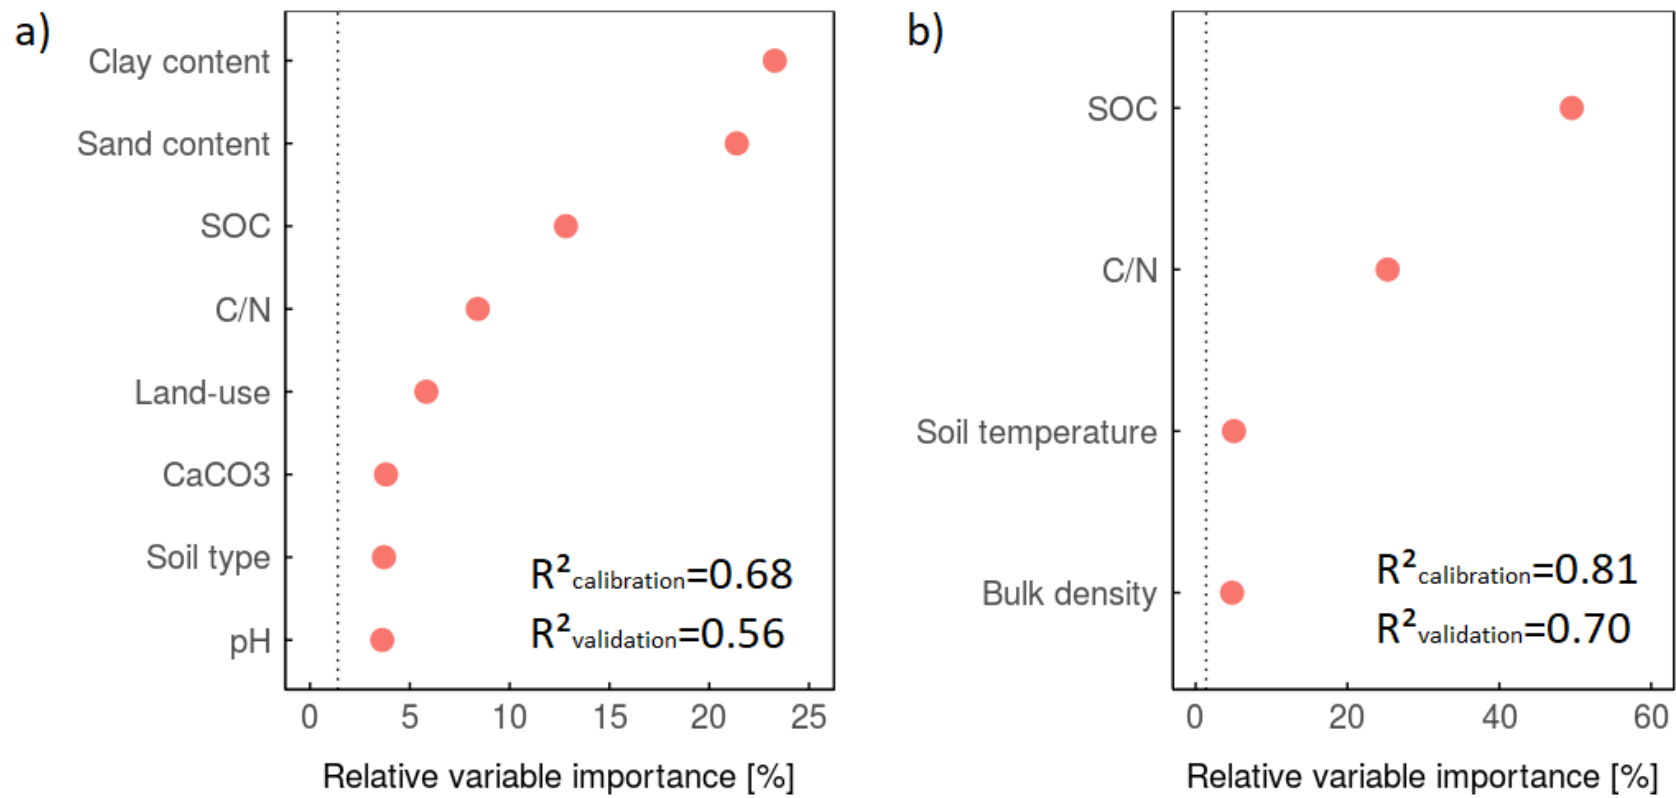 a)
Clay content
Sand content
SOC
C/N
Land-use
CaCO3
Soil type
pH
R²calibration=0.68
R²validation=0.56
0 5 10 15 20 25
Relative variable importance [%]
b)
SOC
C/N
Soil temperature
Bulk density
R²calibration=0.81
R²validation=0.70
0 20 40 60
Relative variable importance [%]